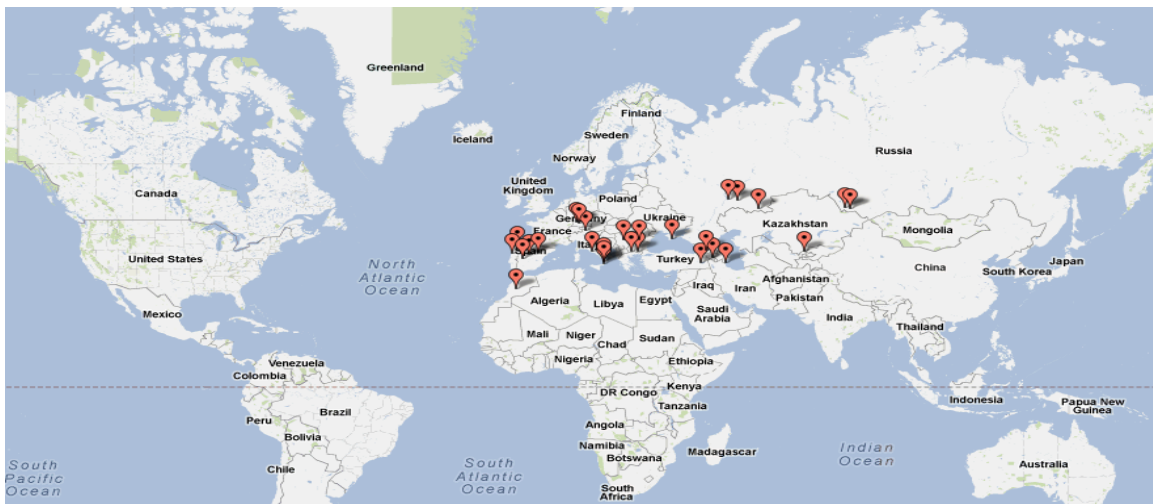 Greenland
Finland
Iceland
Sweden
Norway
Russia
Canada
United
Kingdom
Poland
Germany
Ukraine
France
Kazakhstan
Mongolia
Spain
Turkey
United States
North
Atlantic
Ocean
China
South Korea
Japan
Afghanistan
Iraq
Iran
Pakistan
Algeria
Libya
Egypt
Saudi
Arabia
India
Mexico
Mali
Niger
Chad
Sudan
Thailand
Venezuela
Colombia
Nigeria
Ethiopia
DR Congo
Kenya
Tanzania
Indonesia
Papua New
Guinea
Brazil
Peru
Bolivia
Angola
Namibia
Botswana
Madagascar
Indian
Ocean
Chile
South
Pacific
Ocean
South
Atlantic
Ocean
South
Africa
Australia